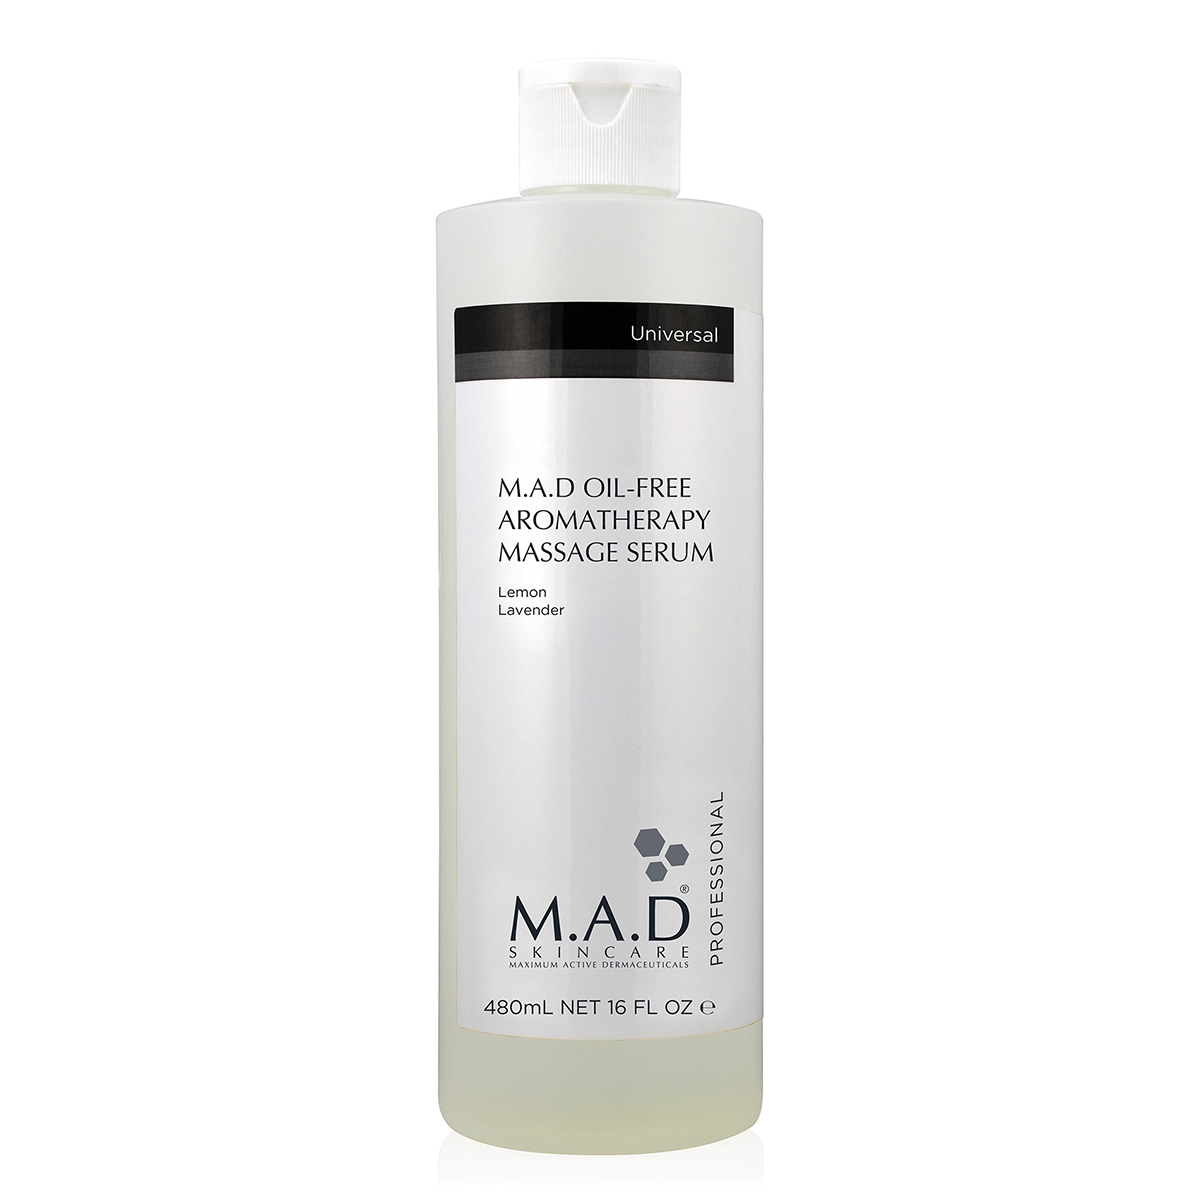 Universal
M.A.D OIL-FREE
AROMATHERAPY
MASSAGE SERUM
Lemon
Lavender
M.A.D®
SKINCARE
MAXIMUM ACTIVE DERMACEUTICALS
PROFESSIONAL
480mL NET 16 FL OZ ℮